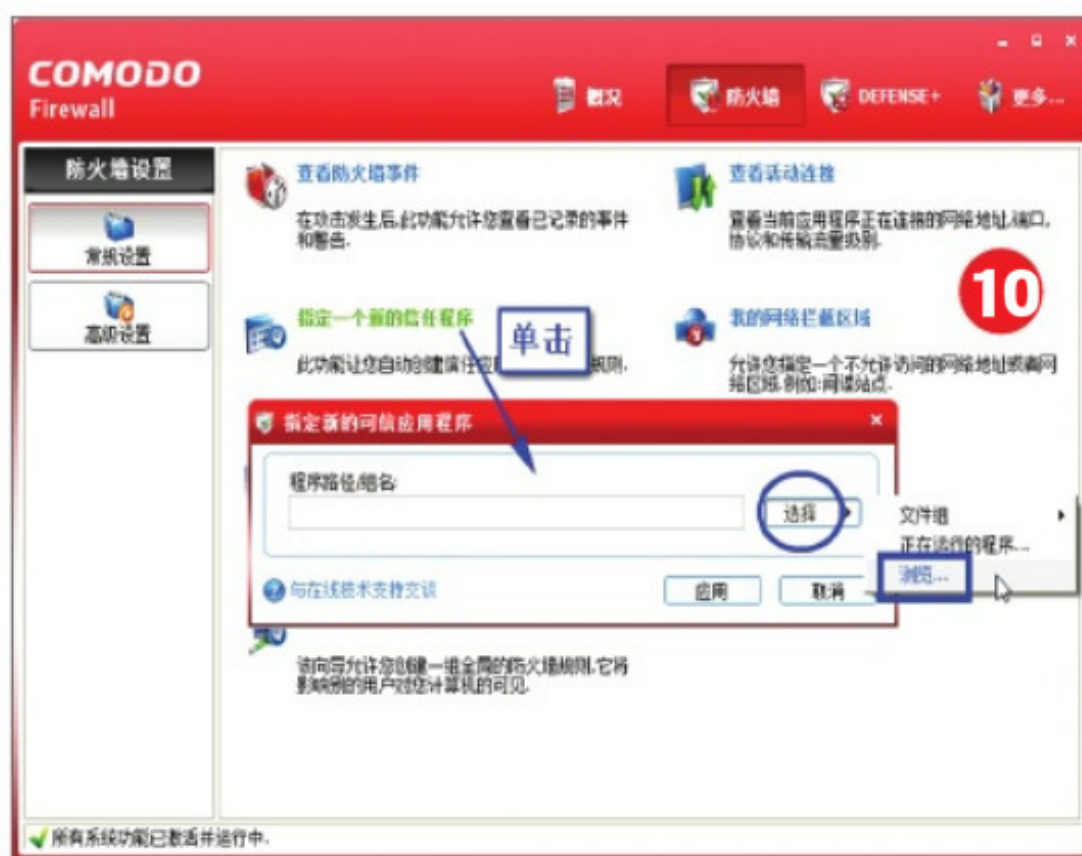 COMODO
Firewall
概况
防火墙
DEFENSE+
更多...
防火墙设置
常规设置
高级设置
查看防火墙事件
在攻击发生后,此功能允许您查看已记录的事件
和警告.
查看活动连接
查看当前应用程序正在连接的网络地址,端口,
协议和传输流量级别.
10
指定一个新的信任程序
单击
此功能让您自动创建信任应 规则.
我的网络拦截区域
允许您指定一个不允许访问的网络地址或者网
络区域.例如:间谍站点.
指定新的可信应用程序
程序路径/组名:
选择
文件组
正在运行的程序...
浏览...
与在线技术支持交谈
应用
取消
该向导允许您创建一组全局的防火墙规则.它将
影响别的用户对您计算机的可见.
所有系统功能已激活并运行中.